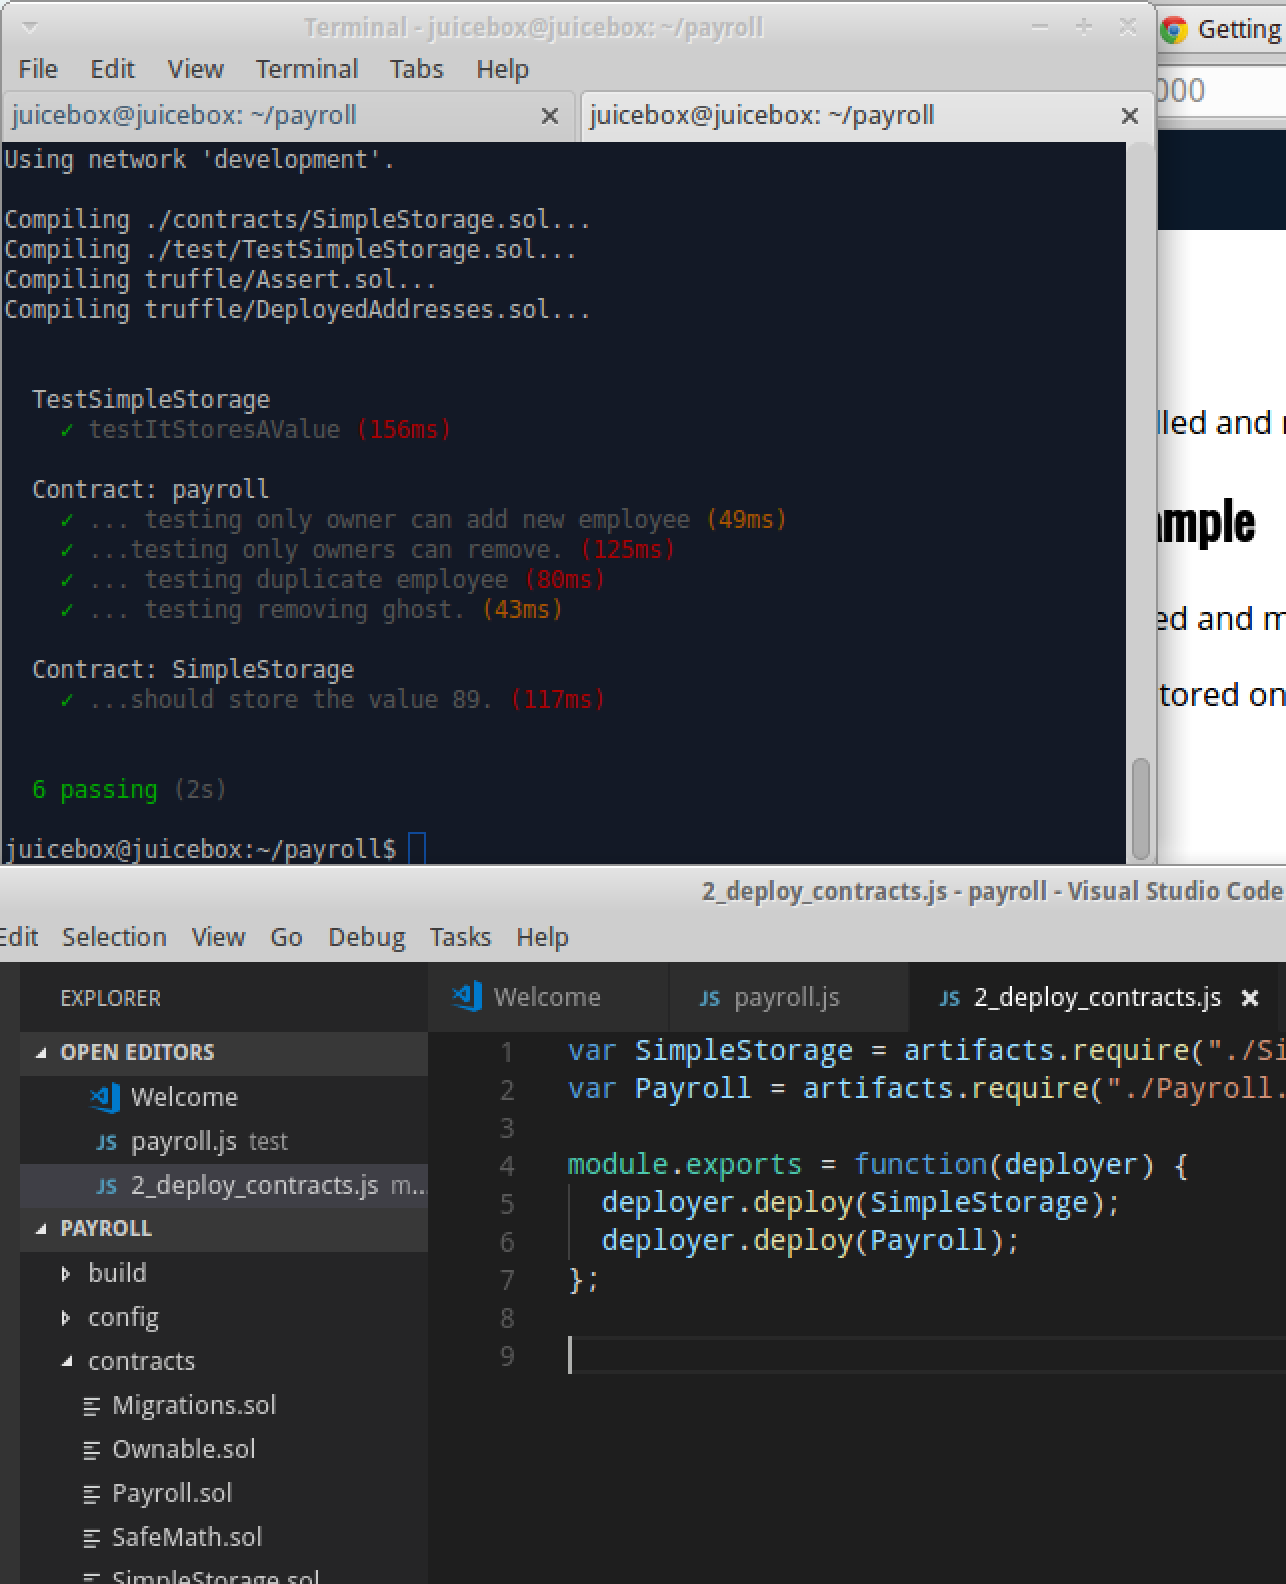 Terminal - juicebox@juicebox: ~/payroll
Getting
File Edit View Terminal Tabs Help
000
juicebox@juicebox: ~/payroll juicebox@juicebox: ~/payroll
Using network 'development'.
Compiling ./contracts/SimpleStorage.sol...
Compiling ./test/TestSimpleStorage.sol...
Compiling truffle/Assert.sol...
Compiling truffle/DeployedAddresses.sol...
TestSimpleStorage
✓ testItStoresAValue (156ms)
Contract: payroll
✓ ... testing only owner can add new employee (49ms)
✓ ...testing only owners can remove. (125ms)
✓ ... testing duplicate employee (80ms)
✓ ... testing removing ghost. (43ms)
Contract: SimpleStorage
✓ ...should store the value 89. (117ms)
6 passing (2s)
juicebox@juicebox:~/payroll$
lled and
mple
ed and m
tored on
2_deploy_contracts.js - payroll - Visual Studio Code
Edit Selection View Go Debug Tasks Help
EXPLORER
OPEN EDITORS
Welcome
payroll.js test
2_deploy_contracts.js m...
PAYROLL
build
config
contracts
Migrations.sol
Ownable.sol
Payroll.sol
SafeMath.sol
SimpleStorage.sol
Welcome JS payroll.js JS 2_deploy_contracts.js
1 var SimpleStorage = artifacts.require("./Si
2 var Payroll = artifacts.require("./Payroll.
3
4 module.exports = function(deployer) {
5 deployer.deploy(SimpleStorage);
6 deployer.deploy(Payroll);
7 };
8
9